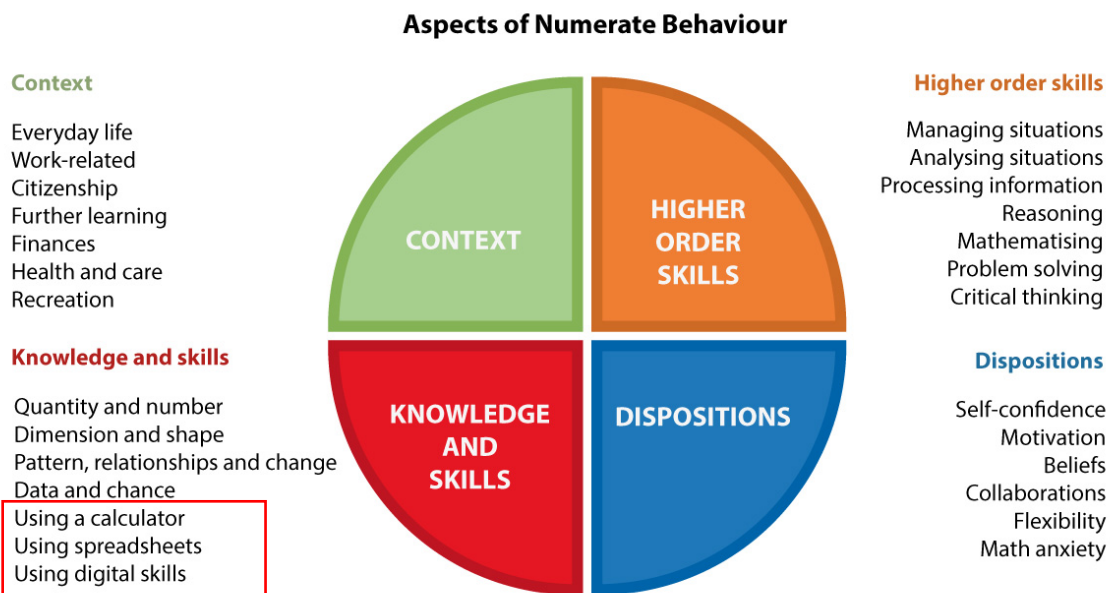 Aspects of Numerate Behaviour
Context
Everyday life
Work-related
Citizenship
Further learning
Finances
Health and care
Recreation
Higher order skills
Managing situations
Analysing situations
Processing information
Reasoning
Mathematising
Problem solving
Critical thinking
CONTEXT
HIGHER
ORDER
SKILLS
Knowledge and skills
Quantity and number
Dimension and shape
Pattern, relationships and change
Data and chance
Using a calculator
Using spreadsheets
Using digital skills
KNOWLEDGE
AND
SKILLS
DISPOSITIONS
Dispositions
Self-confidence
Motivation
Beliefs
Collaborations
Flexibility
Math anxiety